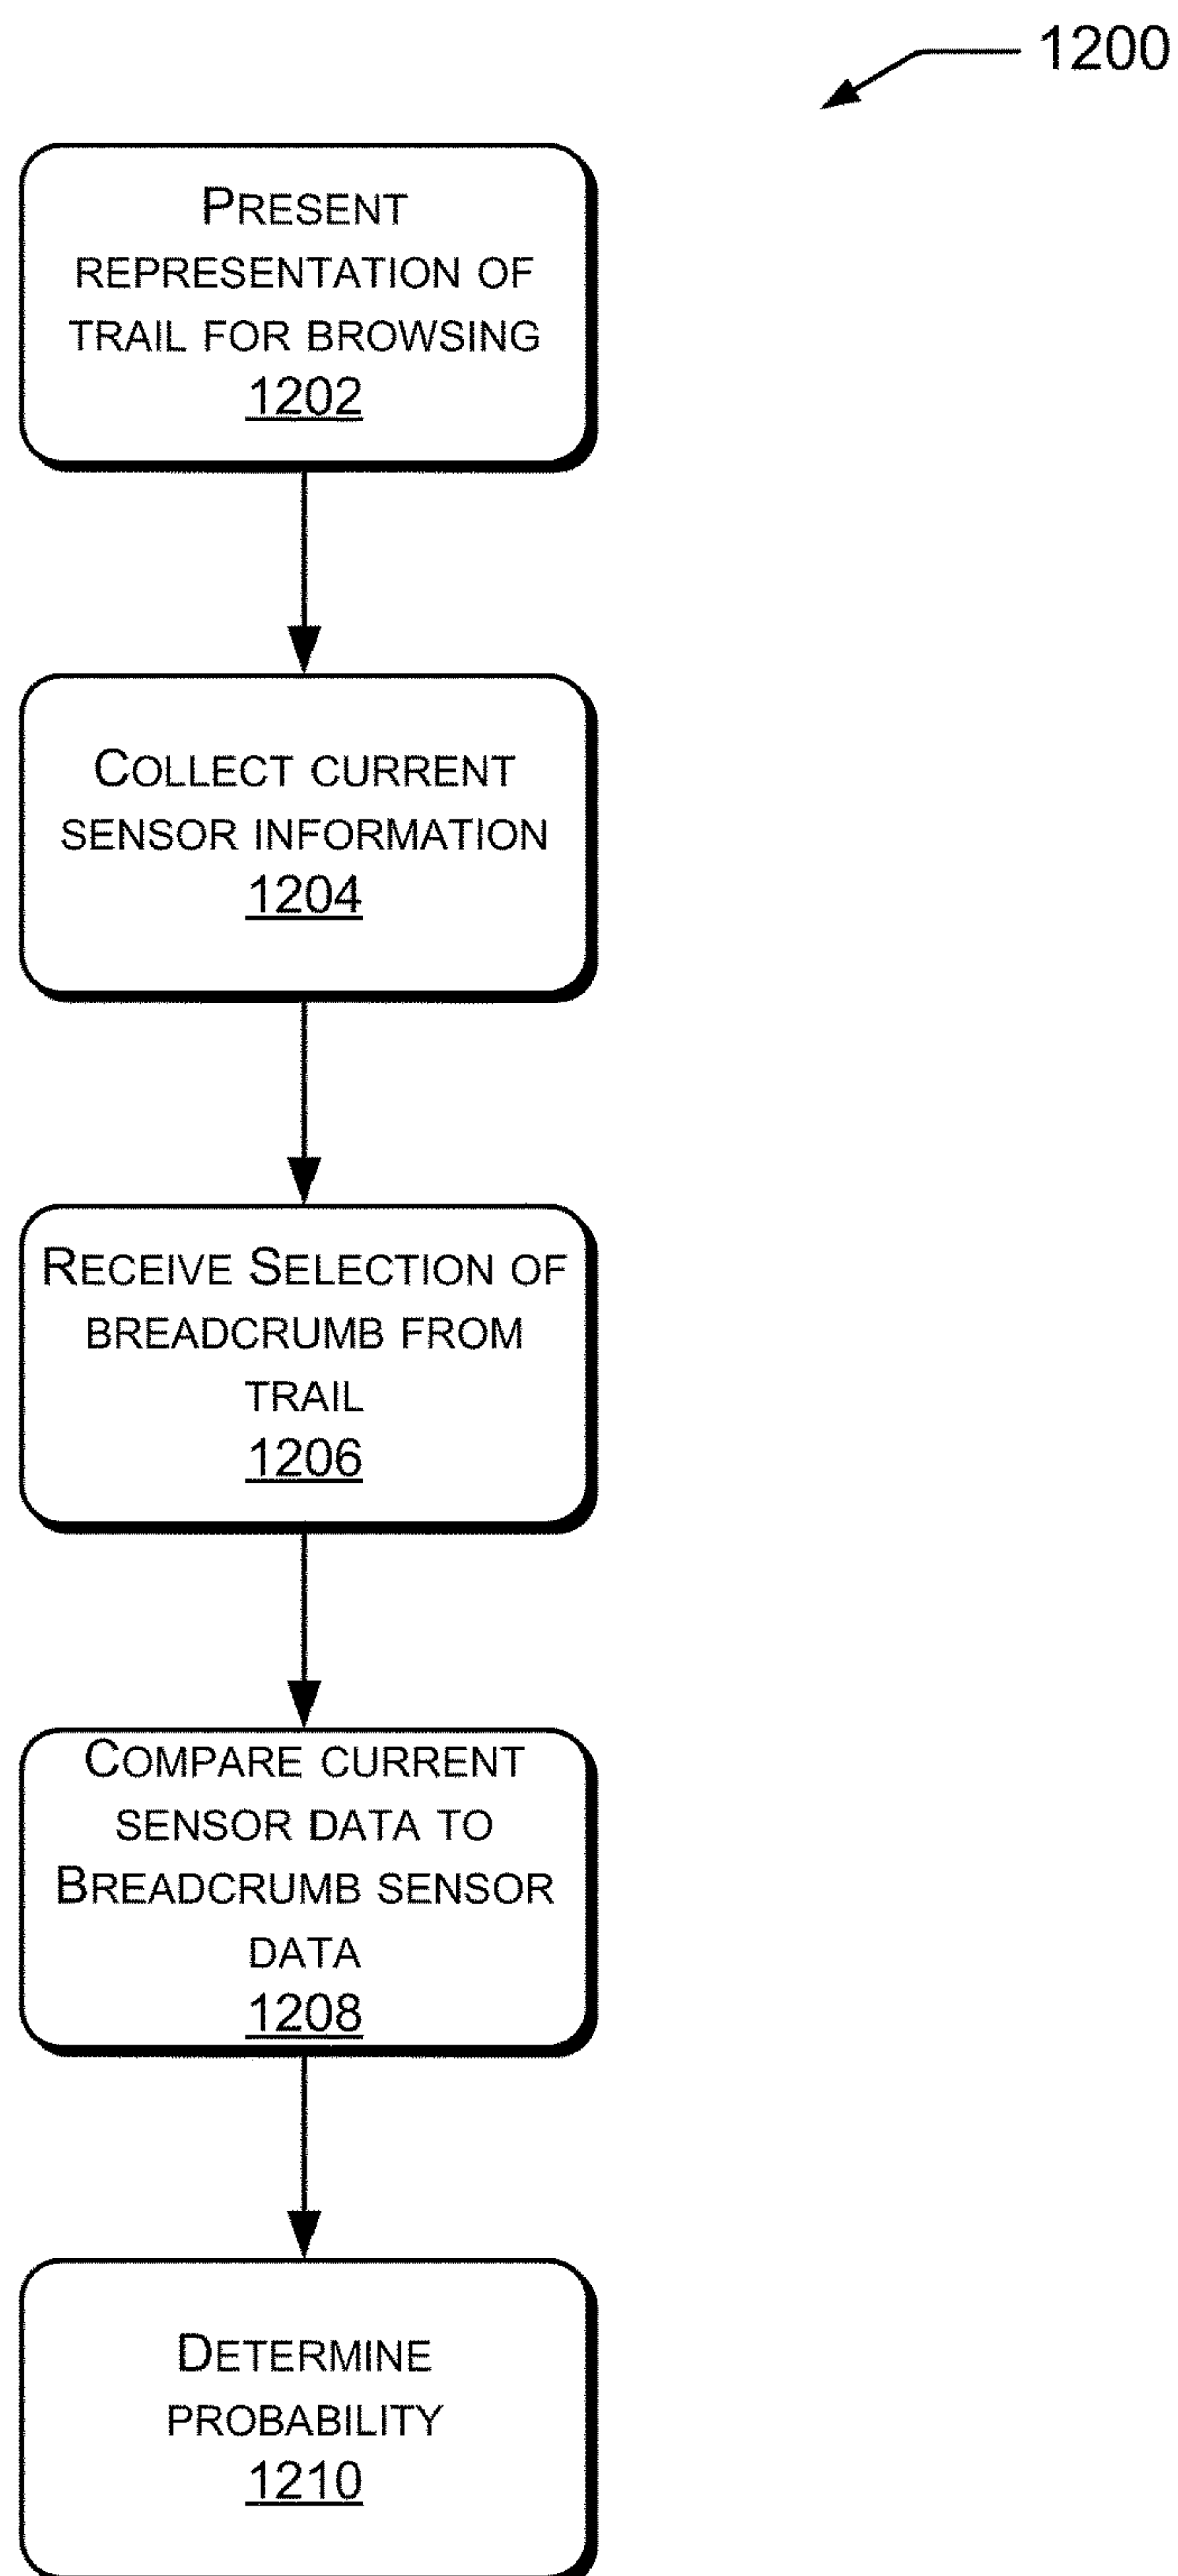 1200
PRESENT
REPRESENTATION OF
TRAIL FOR BROWSING
1202
COLLECT CURRENT
SENSOR INFORMATION
1204
RECEIVE SELECTION OF
BREADCRUMB FROM
TRAIL
1206
COMPARE CURRENT
SENSOR DATA TO
BREADCRUMB SENSOR
DATA
1208
DETERMINE
PROBABILITY
1210